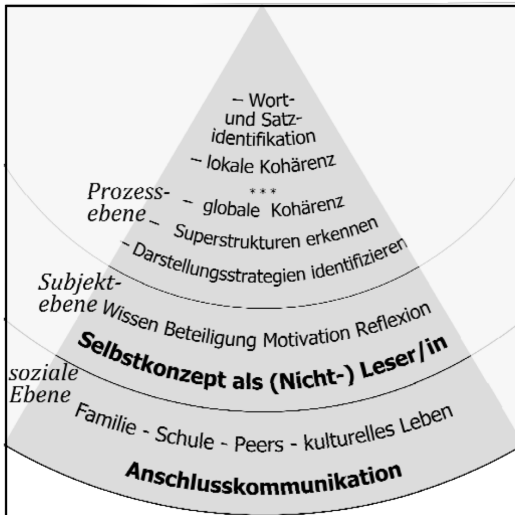 – Wort-
und Satz-
identifikation
– lokale Kohärenz
***
Prozess-
ebene
– globale Kohärenz
– Superstrukturen erkennen
– Darstellungsstrategien identifizieren
Subjekt-
ebene
Wissen Beteiligung Motivation Reflexion
Selbstkonzept als (Nicht-) Leser/in
soziale
Ebene
Familie - Schule - Peers - kulturelles Leben
Anschlusskommunikation